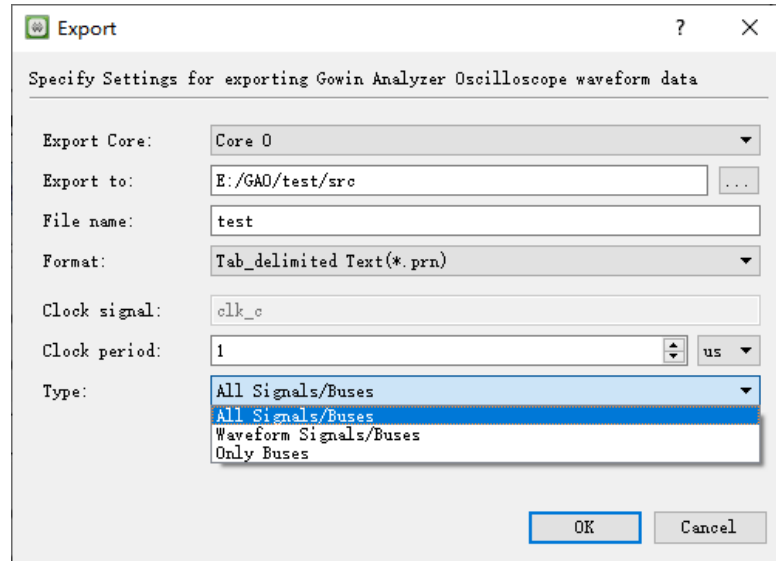 Export
Specify Settings for exporting Gowin Analyzer Oscilloscope waveform data
Export Core: Core 0
Export to: E:/GAO/test/src ...
File name: test
Format: Tab_delimited Text(*.prn)
Clock signal: clk_c
Clock period: 1 us
Type: All Signals/Buses
All Signals/Buses
Waveform Signals/Buses
Only Buses
OK Cancel